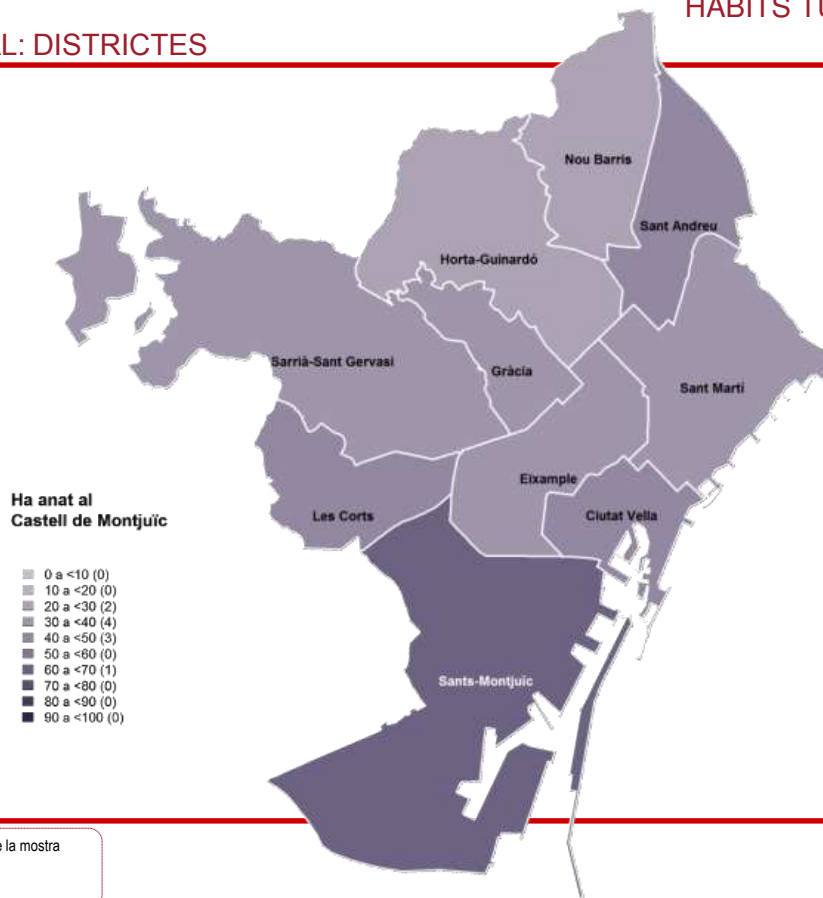 HÀBITS
L: DISTRICTES
Nou Barris
Sant Andreu
Horta-Guinardó
Sarrià-Sant Gervasi
Gràcia
Sant Martí
Eixample
Les Corts
Ciutat Vella
Sants-Montjuïc
Ha anat al
Castell de Montjuïc
0 a <10 (0)
10 a <20 (0)
20 a <30 (2)
30 a <40 (4)
40 a <50 (3)
50 a <60 (0)
60 a <70 (1)
70 a <80 (0)
80 a <90 (0)
90 a <100 (0)
la mostra